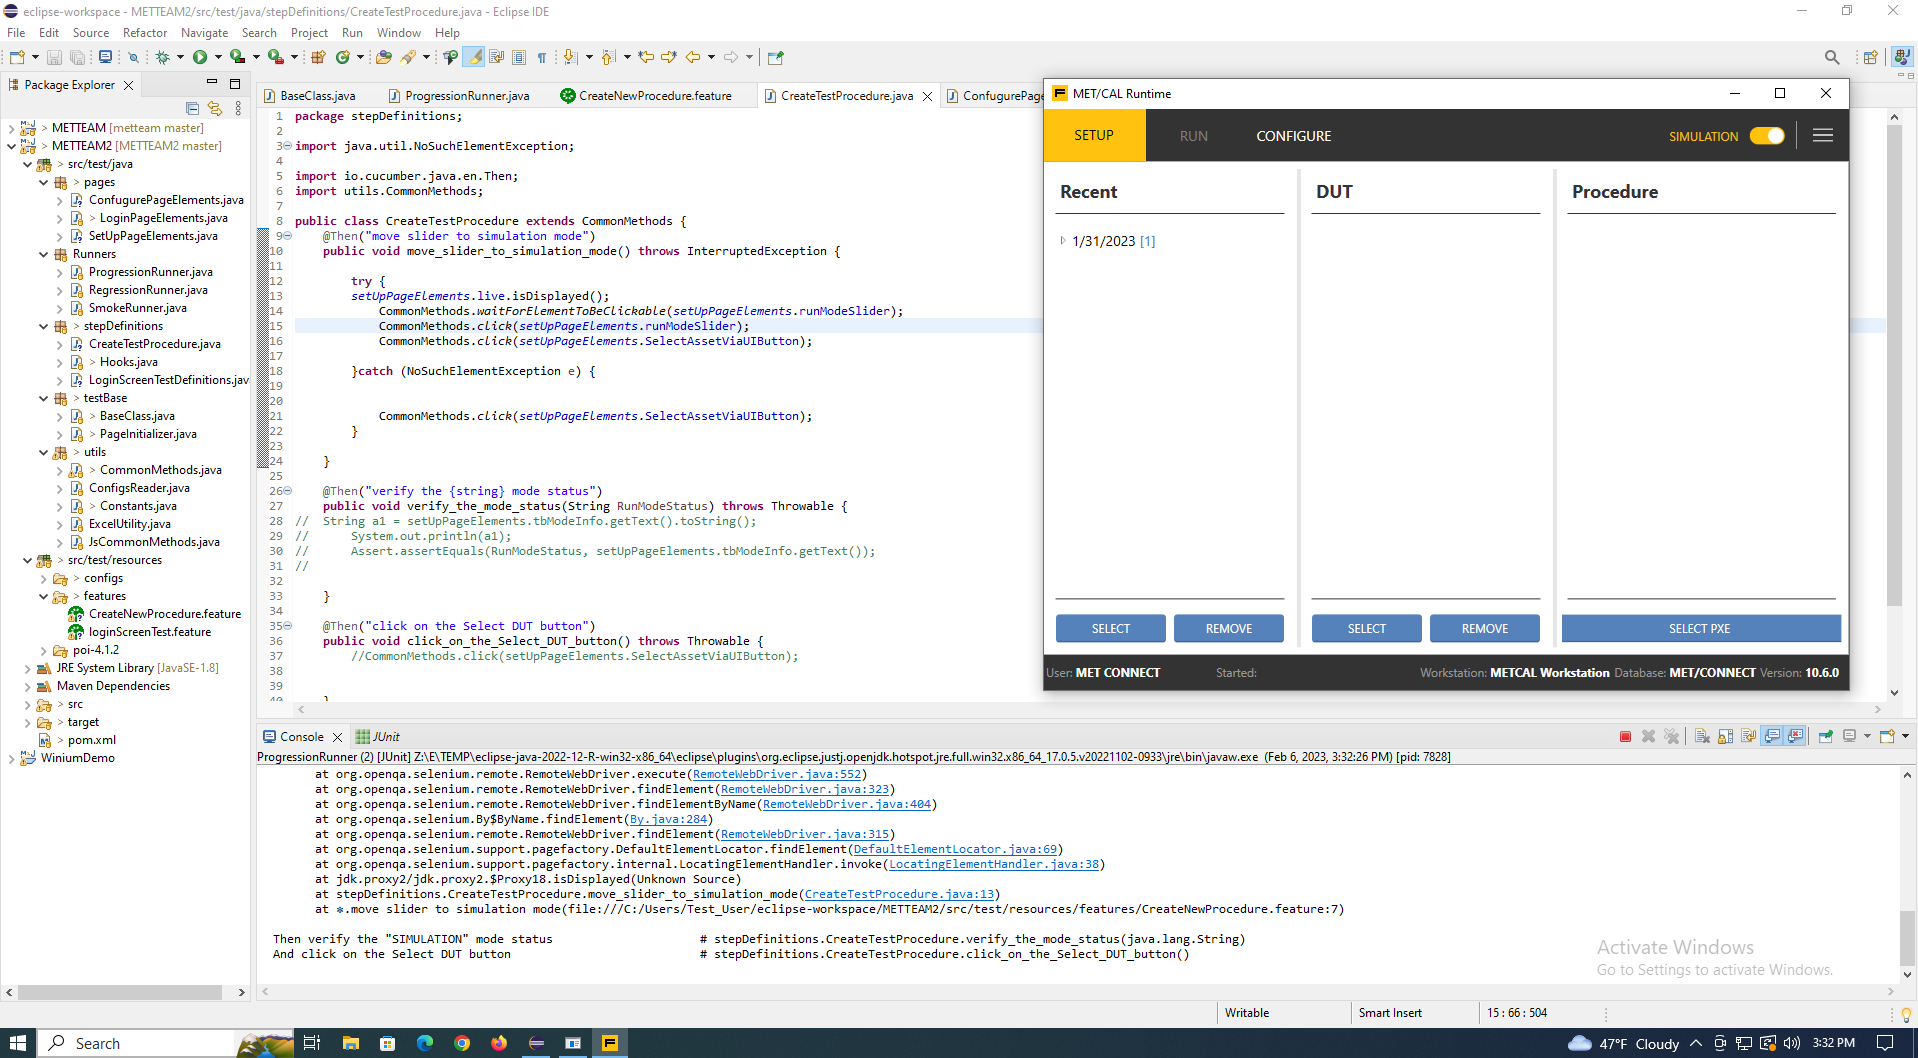 eclipse-workspace - METTEAM2/src/test/java/stepDefinitions/CreateTestProcedure.java - Eclipse IDE
File Edit Source Refactor Navigate Search Project Run Window Help
Package Explorer
> METTEAM [metteam master]
> METTEAM2 [METTEAM2 master]
> src/test/java
> pages
ConfugurePageElements.java
> LoginPageElements.java
> SetUpPageElements.java
Runners
ProgressionRunner.java
RegressionRunner.java
SmokeRunner.java
> stepDefinitions
CreateTestProcedure.java
> Hooks.java
LoginScreenTestDefinitions.jav
> testBase
> BaseClass.java
> PageInitializer.java
> utils
> CommonMethods.java
ConfigsReader.java
> Constants.java
ExcelUtility.java
JsCommonMethods.java
> src/test/resources
> configs
> features
CreateNewProcedure.feature
loginScreenTest.feature
poi-4.1.2
JRE System Library [JavaSE-1.8]
Maven Dependencies
> src
> target
> pom.xml
WiniumDemo
BaseClass.java ProgressionRunner.java CreateNewProcedure.feature CreateTestProcedure.java ConfugurePage
1 package stepDefinitions;
2
3 import java.util.NoSuchElementException;
4
5 import io.cucumber.java.en.Then;
6 import utils.CommonMethods;
7
8 public class CreateTestProcedure extends CommonMethods {
9 @Then("move slider to simulation mode")
10 public void move_slider_to_simulation_mode() throws InterruptedException {
11
12 try {
13 setUpPageElements.live.isDisplayed();
14 CommonMethods.waitForElementToBeClickable(setUpPageElements.runModeSlider);
15 CommonMethods.click(setUpPageElements.runModeSlider);
16 CommonMethods.click(setUpPageElements.SelectAssetViaUIButton);
17
18 }catch (NoSuchElementException e) {
19
20
21 CommonMethods.click(setUpPageElements.SelectAssetViaUIButton);
22 }
23
24 }
25
26 @Then("verify the {string} mode status")
27 public void verify_the_mode_status(String RunModeStatus) throws Throwable {
28 // String a1 = setUpPageElements.tbModeInfo.getText().toString();
29 // System.out.println(a1);
30 // Assert.assertEquals(RunModeStatus, setUpPageElements.tbModeInfo.getText());
31 //
32
33 }
34
35 @Then("click on the Select DUT button")
36 public void click_on_the_Select_DUT_button() throws Throwable {
37 //CommonMethods.click(setUpPageElements.SelectAssetViaUIButton);
38
39
40 }
MET/CAL Runtime
SETUP RUN CONFIGURE SIMULATION
Recent DUT Procedure
1/31/2023 [1]
SELECT REMOVE SELECT REMOVE SELECT PXE
User: MET CONNECT Started: Workstation: METCAL Workstation Database: MET/CONNECT Version: 10.6.0
Console JUnit
ProgressionRunner (2) [JUnit] Z:\E\TEMP\eclipse-java-2022-12-R-win32-x86_64\eclipse\plugins\org.eclipse.justj.openjdk.hotspot.jre.full.win32.x86_64_17.0.5.v20221102-0933\jre\bin\javaw.exe (Feb 6, 2023, 3:32:26 PM) [pid: 7828]
at org.openqa.selenium.remote.RemoteWebDriver.execute(RemoteWebDriver.java:552)
at org.openqa.selenium.remote.RemoteWebDriver.findElement(RemoteWebDriver.java:323)
at org.openqa.selenium.remote.RemoteWebDriver.findElementByName(RemoteWebDriver.java:404)
at org.openqa.selenium.By$ByName.findElement(By.java:284)
at org.openqa.selenium.remote.RemoteWebDriver.findElement(RemoteWebDriver.java:315)
at org.openqa.selenium.support.pagefactory.DefaultElementLocator.findElement(DefaultElementLocator.java:69)
at org.openqa.selenium.support.pagefactory.internal.LocatingElementHandler.invoke(LocatingElementHandler.java:38)
at jdk.proxy2/jdk.proxy2.$Proxy18.isDisplayed(Unknown Source)
at stepDefinitions.CreateTestProcedure.move_slider_to_simulation_mode(CreateTestProcedure.java:13)
at *.move slider to simulation mode(file:///C:/Users/Test_User/eclipse-workspace/METTEAM2/src/test/resources/features/CreateNewProcedure.feature:7)
Then verify the "SIMULATION" mode status # stepDefinitions.CreateTestProcedure.verify_the_mode_status(java.lang.String)
And click on the Select DUT button # stepDefinitions.CreateTestProcedure.click_on_the_Select_DUT_button()
Activate Windows
Go to Settings to activate Windows.
Writable Smart Insert 15 : 66 : 504
Search
47°F Cloudy 3:32 PM